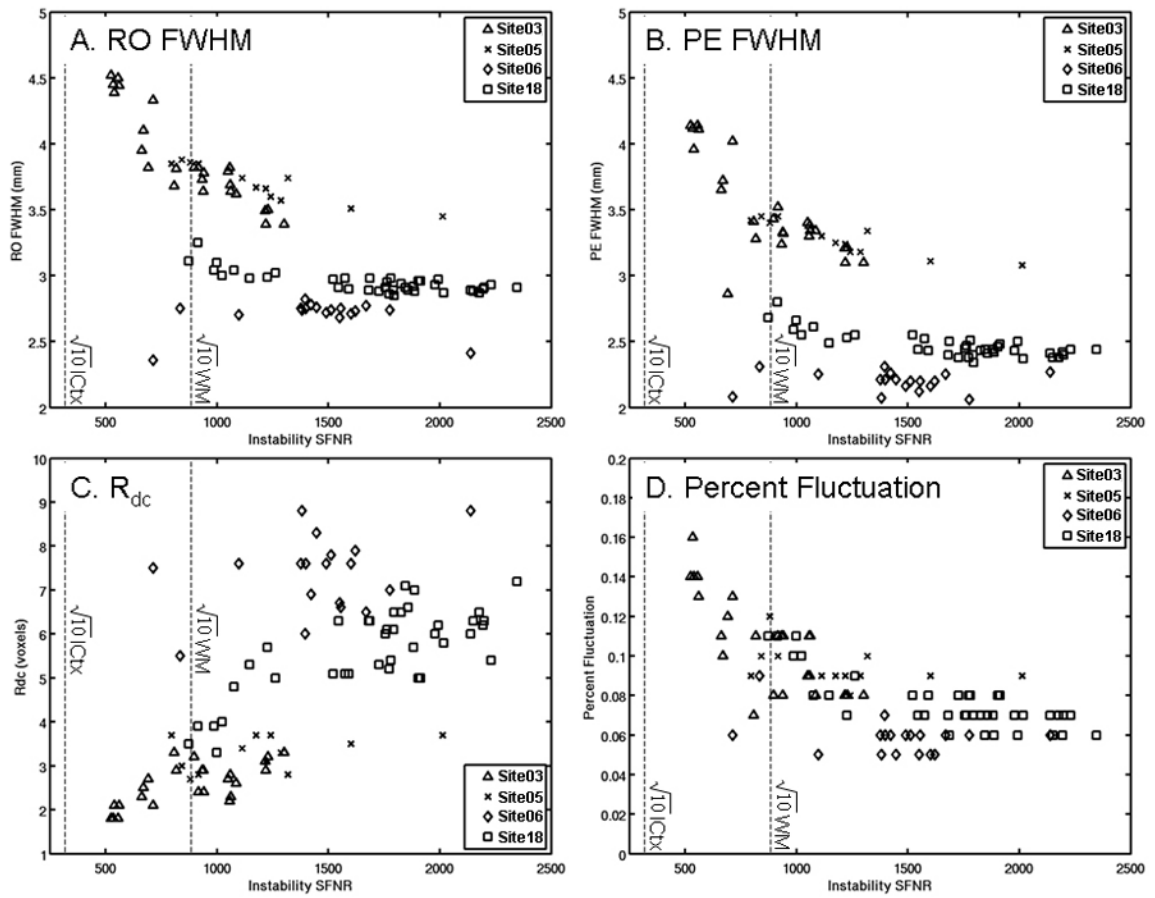 A. RO FWHM
Site03
Site05
Site06
Site18
5
4.5
4
3.5
3
2.5
2
RO FWHM (mm)
√10 ICtx
√10 WM
500
1000
1500
2000
2500
Instability SFNR
B. PE FWHM
Site03
Site05
Site06
Site18
5
4.5
4
3.5
3
2.5
2
PE FWHM (mm)
√10 ICtx
√10 WM
500
1000
1500
2000
2500
Instability SFNR
C. Rdc
10
9
8
7
6
5
4
3
2
1
Rdc (voxels)
√10 ICtx
√10 WM
Site03
Site05
Site06
Site18
500
1000
1500
2000
2500
Instability SFNR
D. Percent Fluctuation
Site03
Site05
Site06
Site18
0.2
0.18
0.16
0.14
0.12
0.1
0.08
0.06
0.04
0.02
0
Percent Fluctuation
√10 ICtx
√10 WM
500
1000
1500
2000
2500
Instability SFNR